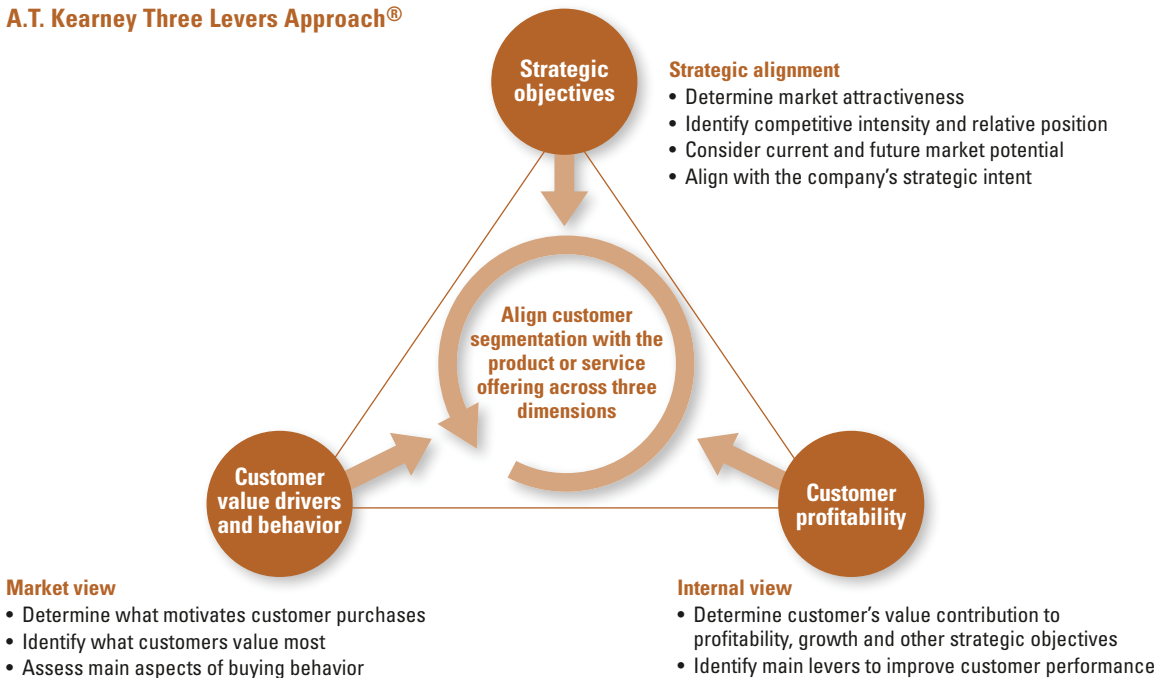 A.T. Kearney Three Levers Approach®
Strategic
objectives
Strategic alignment
• Determine market attractiveness
• Identify competitive intensity and relative position
• Consider current and future market potential
• Align with the company's strategic intent
Align customer
segmentation with the
product or service
offering across three
dimensions
Customer
value drivers
and behavior
Customer
profitability
Market view
• Determine what motivates customer purchases
• Identify what customers value most
• Assess main aspects of buying behavior
Internal view
• Determine customer's value contribution to
profitability, growth and other strategic objectives
• Identify main levers to improve customer performance